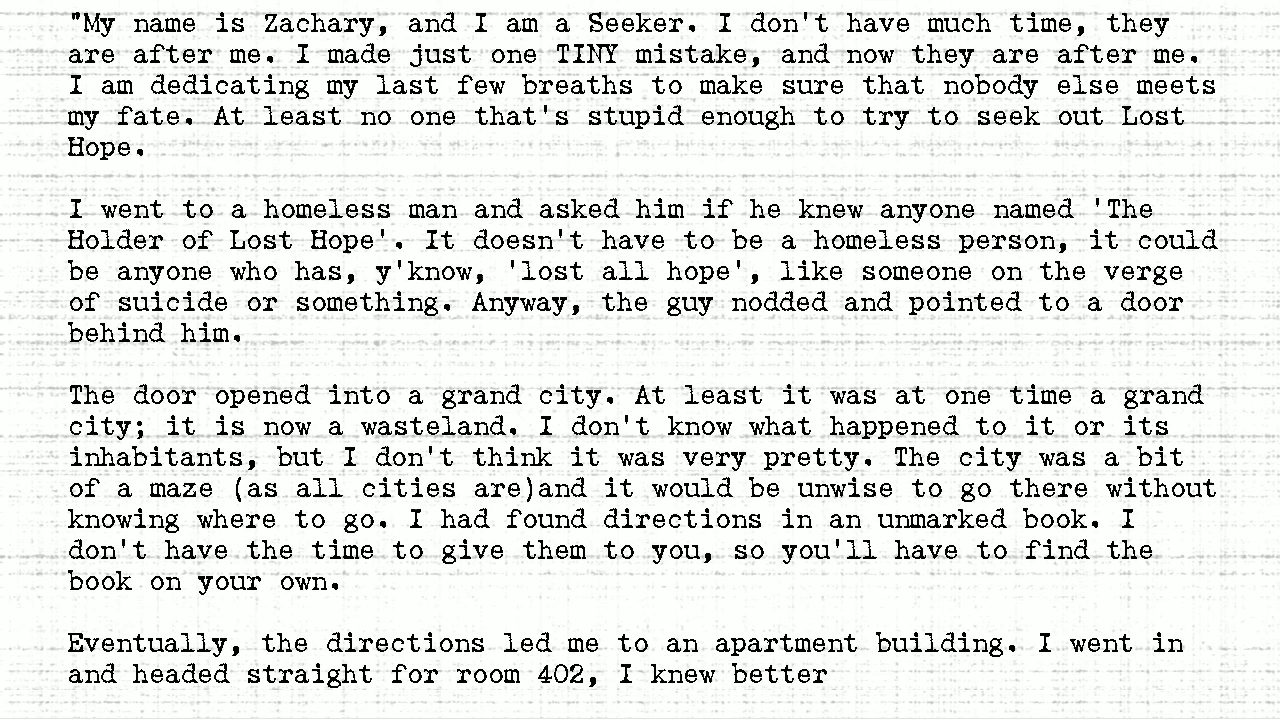 "My name is Zachary, and I am a Seeker. I don't have much time, they
are after me. I made just one TINY mistake, and now they are after me.
I am dedicating my last few breaths to make sure that nobody else meets
my fate. At least no one that's stupid enough to try to seek out Lost
Hope.
I went to a homeless man and asked him if he knew anyone named 'The
Holder of Lost Hope'. It doesn't have to be a homeless person, it could
be anyone who has, y'know, 'lost all hope', like someone on the verge
of suicide or something. Anyway, the guy nodded and pointed to a door
behind him.
The door opened into a grand city. At least it was at one time a grand
city; it is now a wasteland. I don't know what happened to it or its
inhabitants, but I don't think it was very pretty. The city was a bit
of a maze (as all cities are)and it would be unwise to go there without
knowing where to go. I had found directions in an unmarked book. I
don't have the time to give them to you, so you'll have to find the
book on your own.
Eventually, the directions led me to an apartment building. I went in
and headed straight for room 402, I knew better